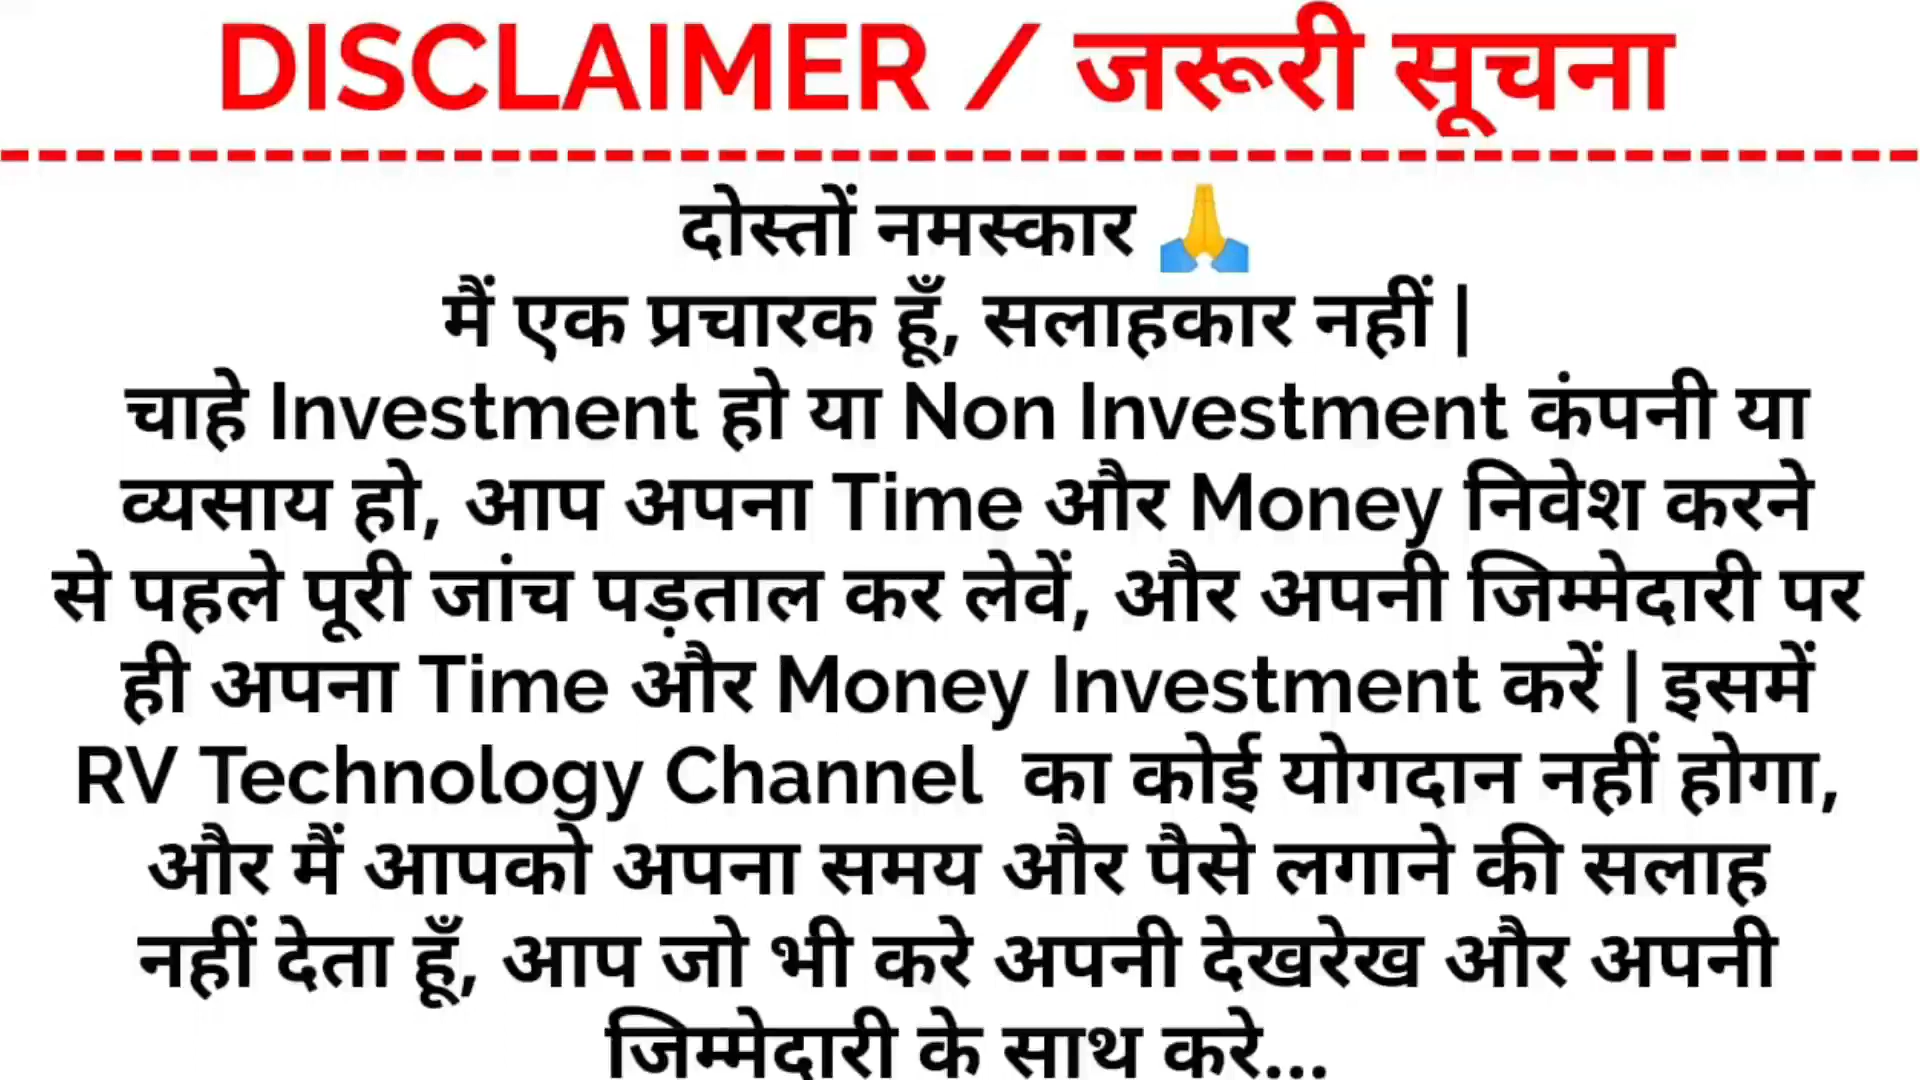 DISCLAIMER / जरूरी सूचना
दोस्तों नमस्कार 🙏
मैं एक प्रचारक हूँ, सलाहकार नहीं |
चाहे Investment हो या Non Investment कंपनी या
व्यसाय हो, आप अपना Time और Money निवेश करने
से पहले पूरी जांच पड़ताल कर लेवें, और अपनी जिम्मेदारी पर
ही अपना Time और Money Investment करें | इसमें
RV Technology Channel का कोई योगदान नहीं होगा,
और मैं आपको अपना समय और पैसे लगाने की सलाह
नहीं देता हूँ, आप जो भी करे अपनी देखरेख और अपनी
जिम्मेदारी के साथ करे...